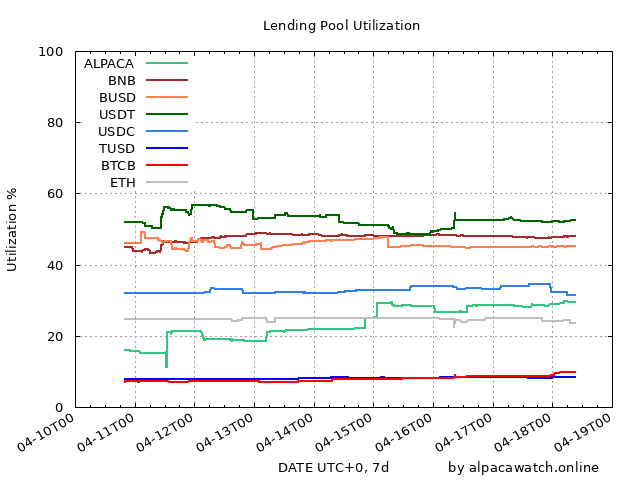 Lending Pool Utilization
100
80
60
40
20
0
Utilization %
ALPACA
BNB
BUSD
USDT
USDC
TUSD
BTCB
ETH
04-10T00
04-11T00
04-12T00
04-13T00
04-14T00
04-15T00
04-16T00
04-17T00
04-18T00
04-19T00
DATE UTC+0, 7d
by alpacawatch.online